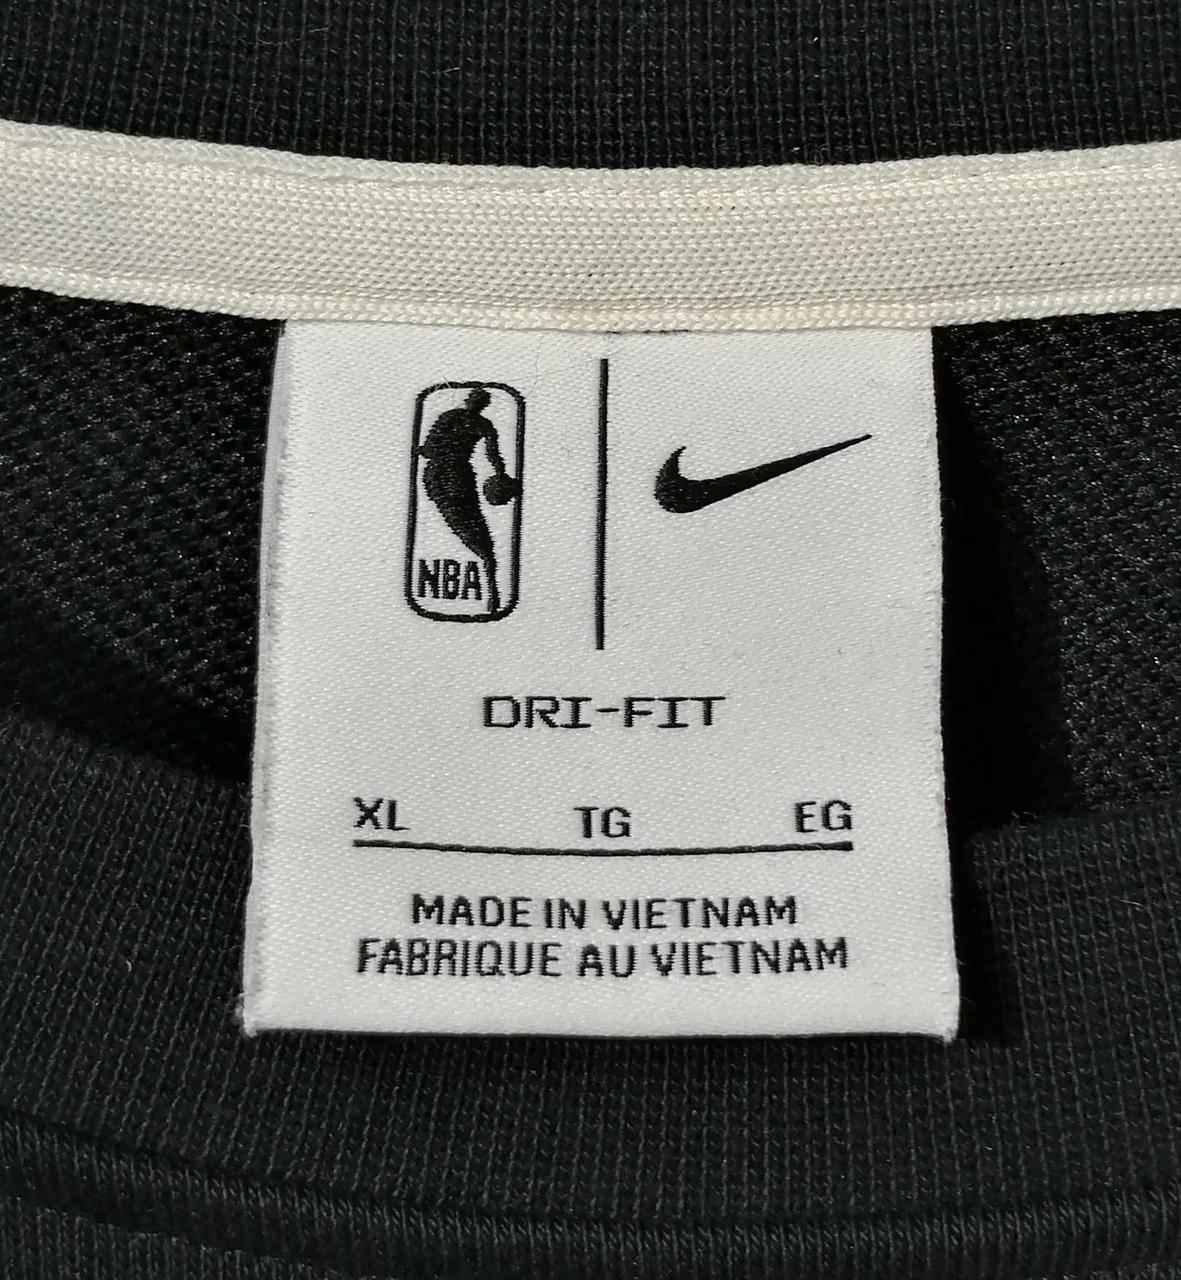 NBA
DRI-FIT
XL TG EG
MADE IN VIETNAM
FABRIQUE AU VIETNAM